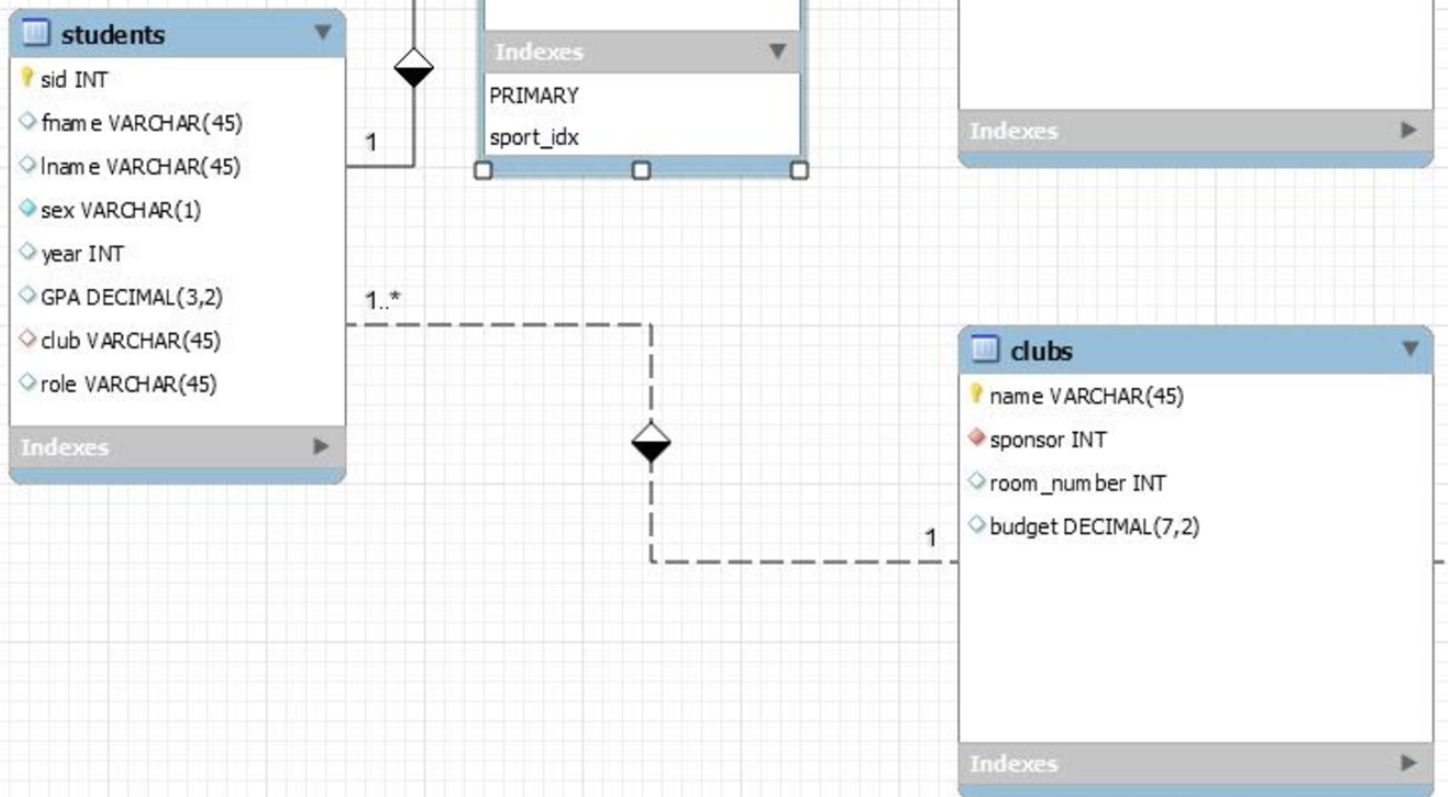 students
sid INT
fname VARCHAR(45)
lname VARCHAR(45)
sex VARCHAR(1)
year INT
GPA DECIMAL(3,2)
club VARCHAR(45)
role VARCHAR(45)
Indexes
1
1..*
Indexes
PRIMARY
sport_idx
Indexes
1
clubs
name VARCHAR(45)
sponsor INT
room_number INT
budget DECIMAL(7,2)
Indexes